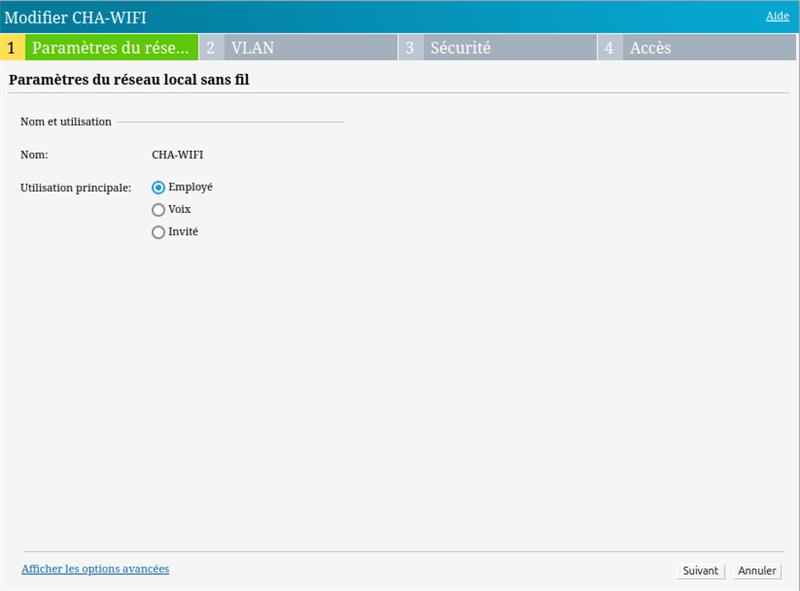 Modifier CHA-WIFI
Aide
1 Paramètres du rése... 2 VLAN 3 Sécurité 4 Accès
Paramètres du réseau local sans fil
Nom et utilisation
Nom: CHA-WIFI
Utilisation principale: Employé
Voix
Invité
Afficher les options avancées
Suivant Annuler